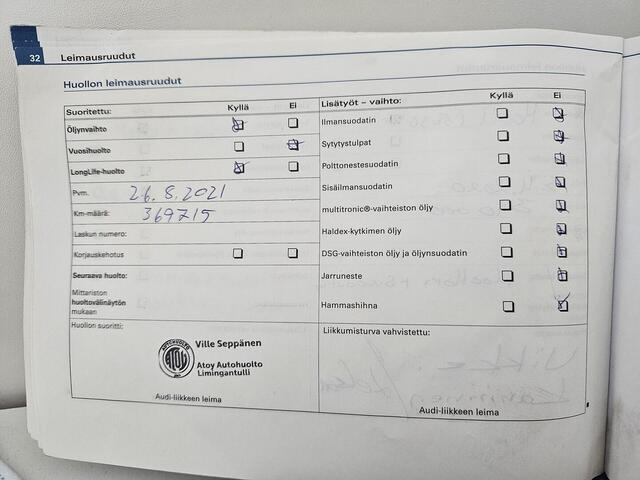 32 Leimausruudut
Huollon leimausruudut
Suoritettu: Kyllä Ei
Öljynvaihto
Vuosihuolto
LongLife-huolto
Pvm. 26.8.2021
Km-määrä: 369715
Laskun numero:
Korjauskehotus
Seuraava huolto:
Mittariston
huoltovälinäytön
mukaan
Huollon suoritti:
AUTOHUOLTO
ATOY
Ville Seppänen
Atoy Autohuolto
Limingantulli
Audi-liikkeen leima
Lisätyöt – vaihto: Kyllä Ei
Ilmansuodatin
Sytytystulpat
Polttonestesuodatin
Sisäilmansuodatin
multitronic®-vaihteiston öljy
Haldex-kytkimen öljy
DSG-vaihteiston öljy ja öljynsuodatin
Jarruneste
Hammashihna
Liikkumisturva vahvistettu:
Audi-liikkeen leima